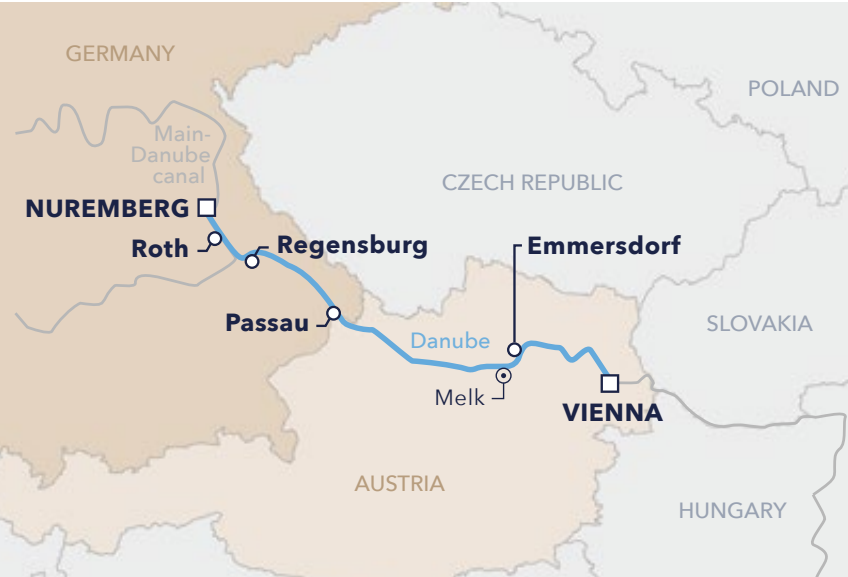 GERMANY
POLAND
Main-
Danube
canal
CZECH REPUBLIC
NUREMBERG
Roth
Regensburg
Emmersdorf
Passau
Danube
SLOVAKIA
Melk
VIENNA
AUSTRIA
HUNGARY